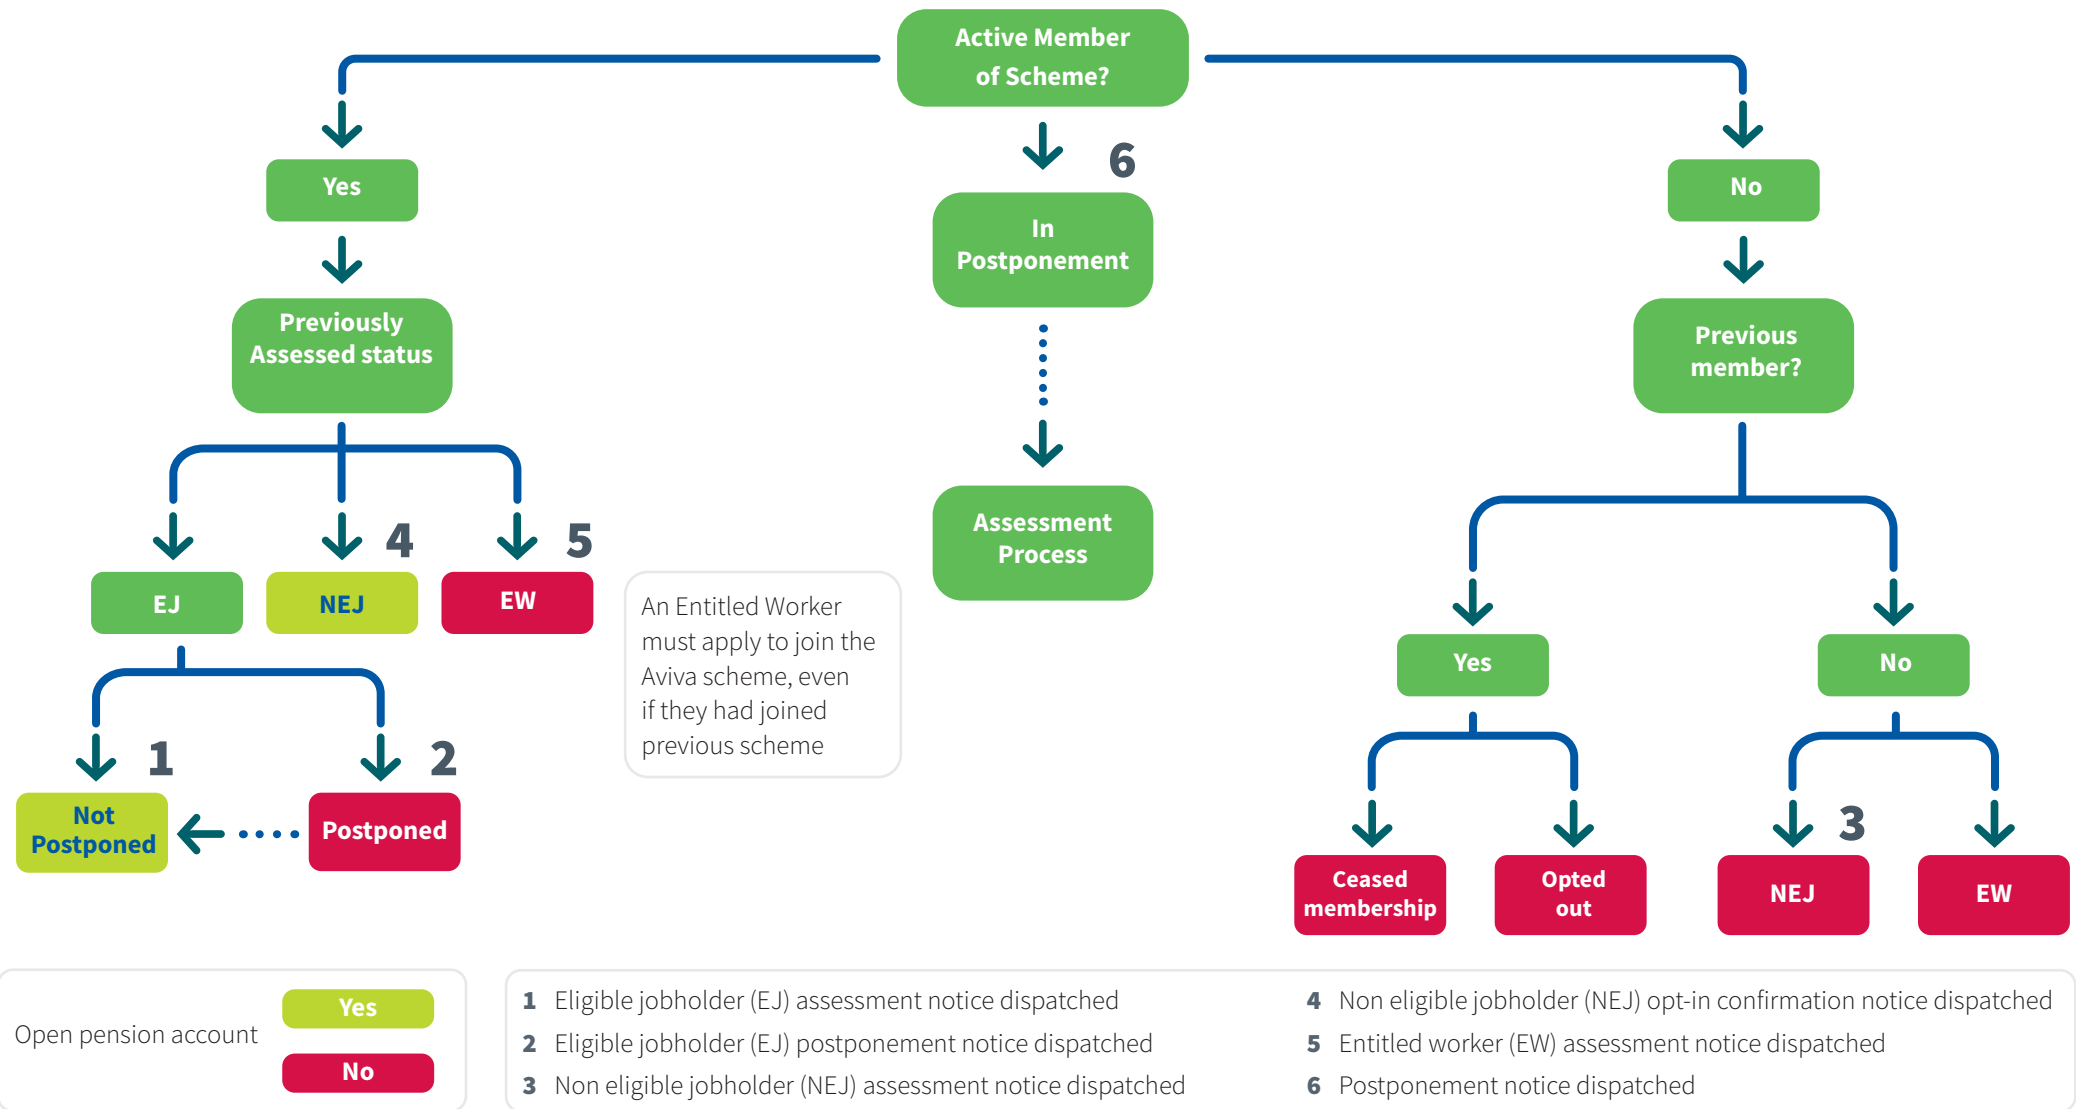 Active Member
of Scheme?
Yes
6
In
Postponement
No
Previously
Assessed status
Previous
member?
4
5
Assessment
Process
EJ
NEJ
EW
An Entitled Worker
must apply to join the
Aviva scheme, even
if they had joined
previous scheme
Yes
No
1
2
Not
Postponed
Postponed
3
Ceased
membership
Opted
out
NEJ
EW
Open pension account
Yes
No
1 Eligible jobholder (EJ) assessment notice dispatched
2 Eligible jobholder (EJ) postponement notice dispatched
3 Non eligible jobholder (NEJ) assessment notice dispatched
4 Non eligible jobholder (NEJ) opt-in confirmation notice dispatched
5 Entitled worker (EW) assessment notice dispatched
6 Postponement notice dispatched